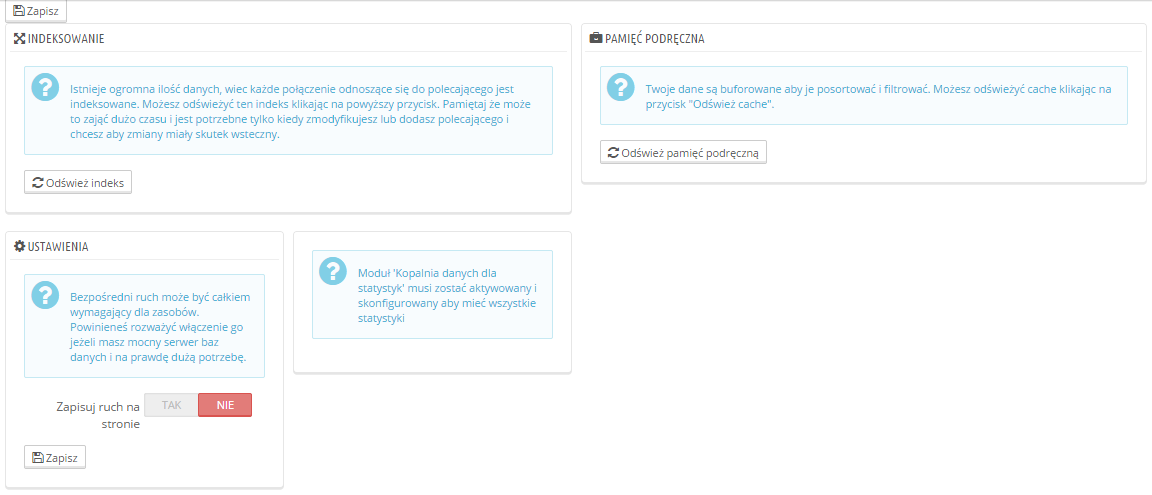 Zapisz
INDEKSOWANIE
Istnieje ogromna ilość danych, wiec każde połączenie odnoszące się do polecającego jest
indeksowane. Możesz odświeżyć ten indeks klikając na powyższy przycisk. Pamiętaj że może
to zająć dużo czasu i jest potrzebne tylko kiedy zmodyfikujesz lub dodasz polecającego i
chcesz aby zmiany miały skutek wsteczny.
Odśwież indeks
PAMIĘĆ PODRĘCZNA
Twoje dane są buforowane aby je posortować i filtrować. Możesz odświeżyć cache klikając na
przycisk "Odśwież cache".
Odśwież pamięć podręczną
USTAWIENIA
Bezpośredni ruch może być całkiem
wymagający dla zasobów.
Powinieneś rozważyć włączenie go
jeżeli masz mocny serwer baz
danych i na prawdę dużą potrzebę.
Zapisuj ruch na
stronie
TAK
NIE
Zapisz
Moduł 'Kopalnia danych dla
statystyk' musi zostać aktywowany i
skonfigurowany aby mieć wszystkie
statystyki